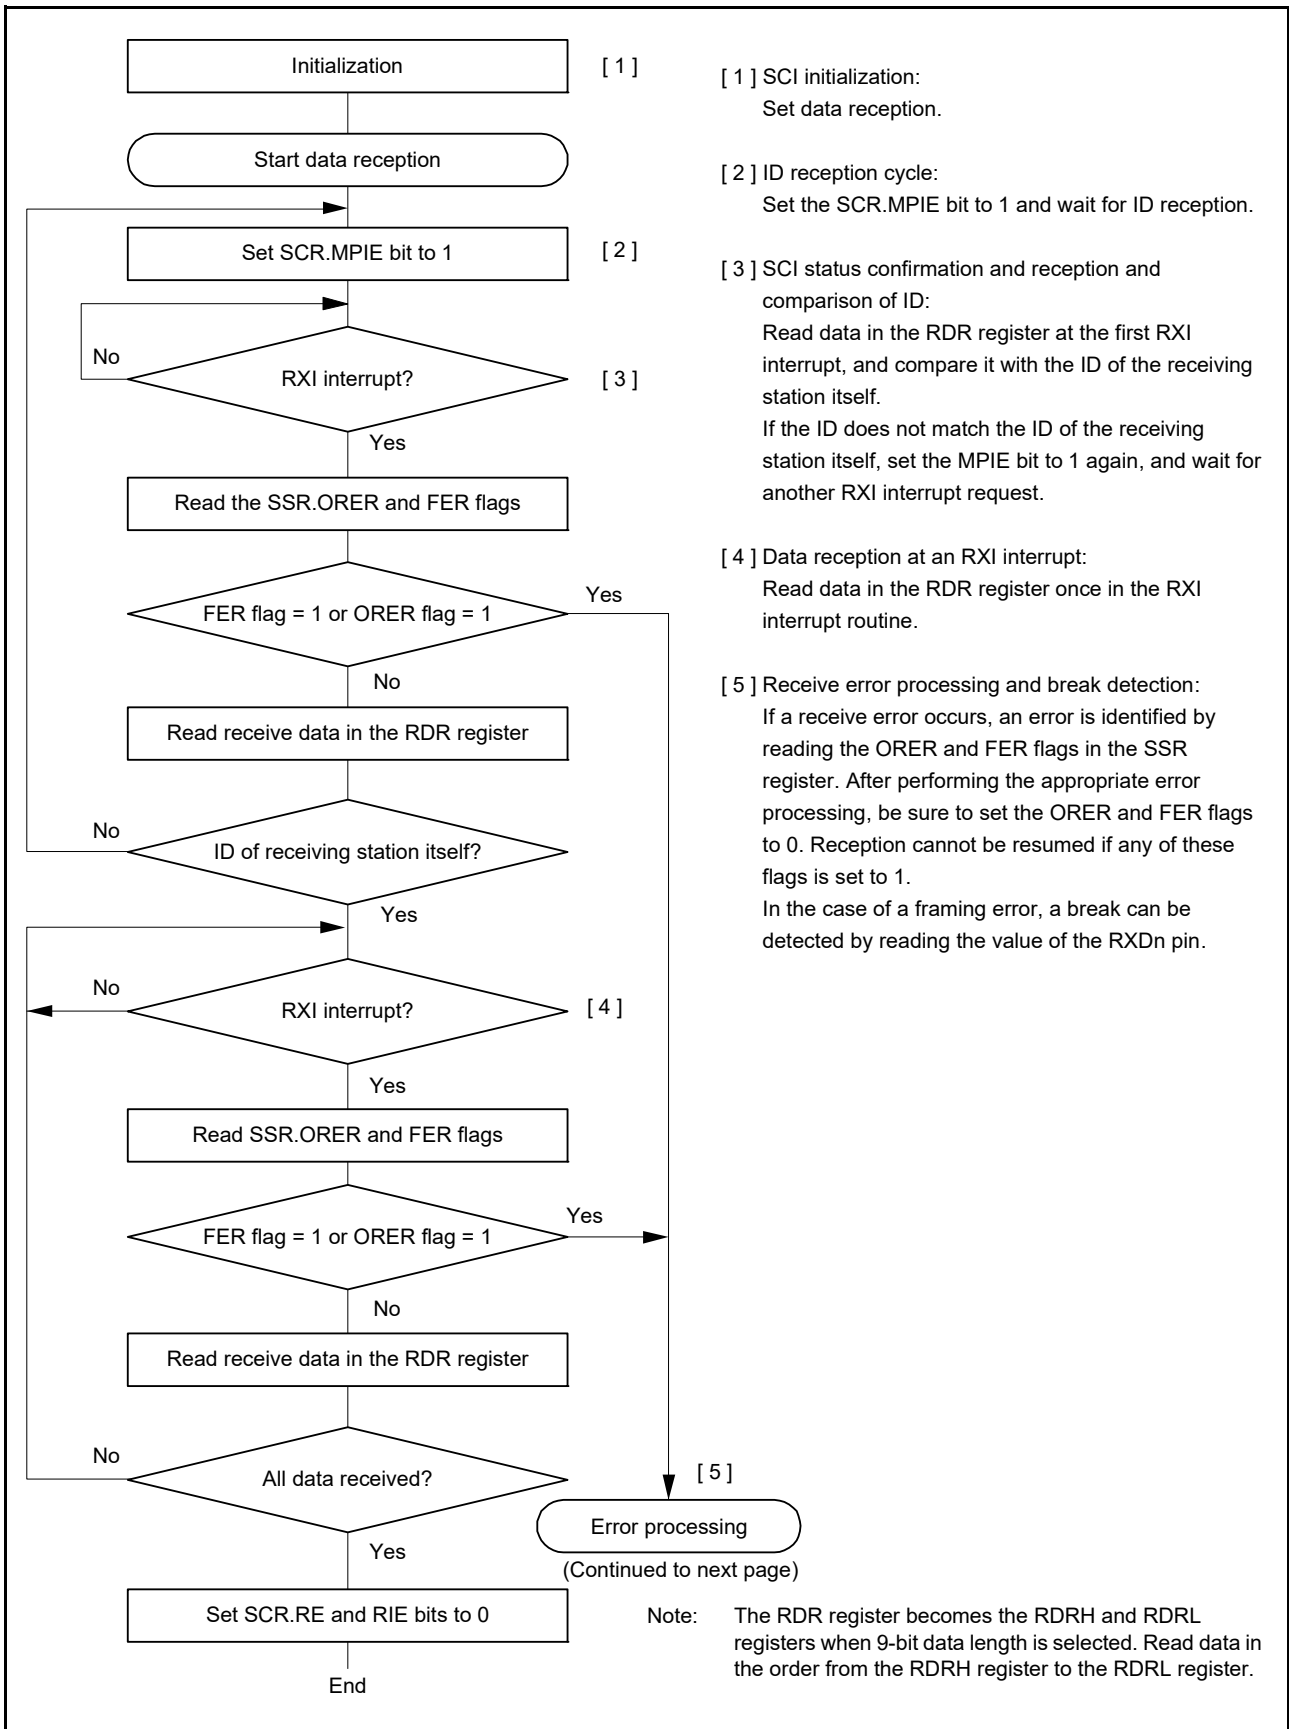 Initialization
[ 1 ]
Start data reception
Set SCR.MPIE bit to 1
[ 2 ]
No
RXI interrupt?
[ 3 ]
Yes
Read the SSR.ORER and FER flags
FER flag = 1 or ORER flag = 1
Yes
No
Read receive data in the RDR register
No
ID of receiving station itself?
Yes
No
RXI interrupt?
[ 4 ]
Yes
Read SSR.ORER and FER flags
FER flag = 1 or ORER flag = 1
Yes
No
Read receive data in the RDR register
No
All data received?
Yes
[ 5 ]
Error processing
(Continued to next page)
Set SCR.RE and RIE bits to 0
End
[ 1 ] SCI initialization:
Set data reception.
[ 2 ] ID reception cycle:
Set the SCR.MPIE bit to 1 and wait for ID reception.
[ 3 ] SCI status confirmation and reception and
comparison of ID:
Read data in the RDR register at the first RXI
interrupt, and compare it with the ID of the receiving
station itself.
If the ID does not match the ID of the receiving
station itself, set the MPIE bit to 1 again, and wait for
another RXI interrupt request.
[ 4 ] Data reception at an RXI interrupt:
Read data in the RDR register once in the RXI
interrupt routine.
[ 5 ] Receive error processing and break detection:
If a receive error occurs, an error is identified by
reading the ORER and FER flags in the SSR
register. After performing the appropriate error
processing, be sure to set the ORER and FER flags
to 0. Reception cannot be resumed if any of these
flags is set to 1.
In the case of a framing error, a break can be
detected by reading the value of the RXDn pin.
Note: The RDR register becomes the RDRH and RDRL
registers when 9-bit data length is selected. Read data in
the order from the RDRH register to the RDRL register.